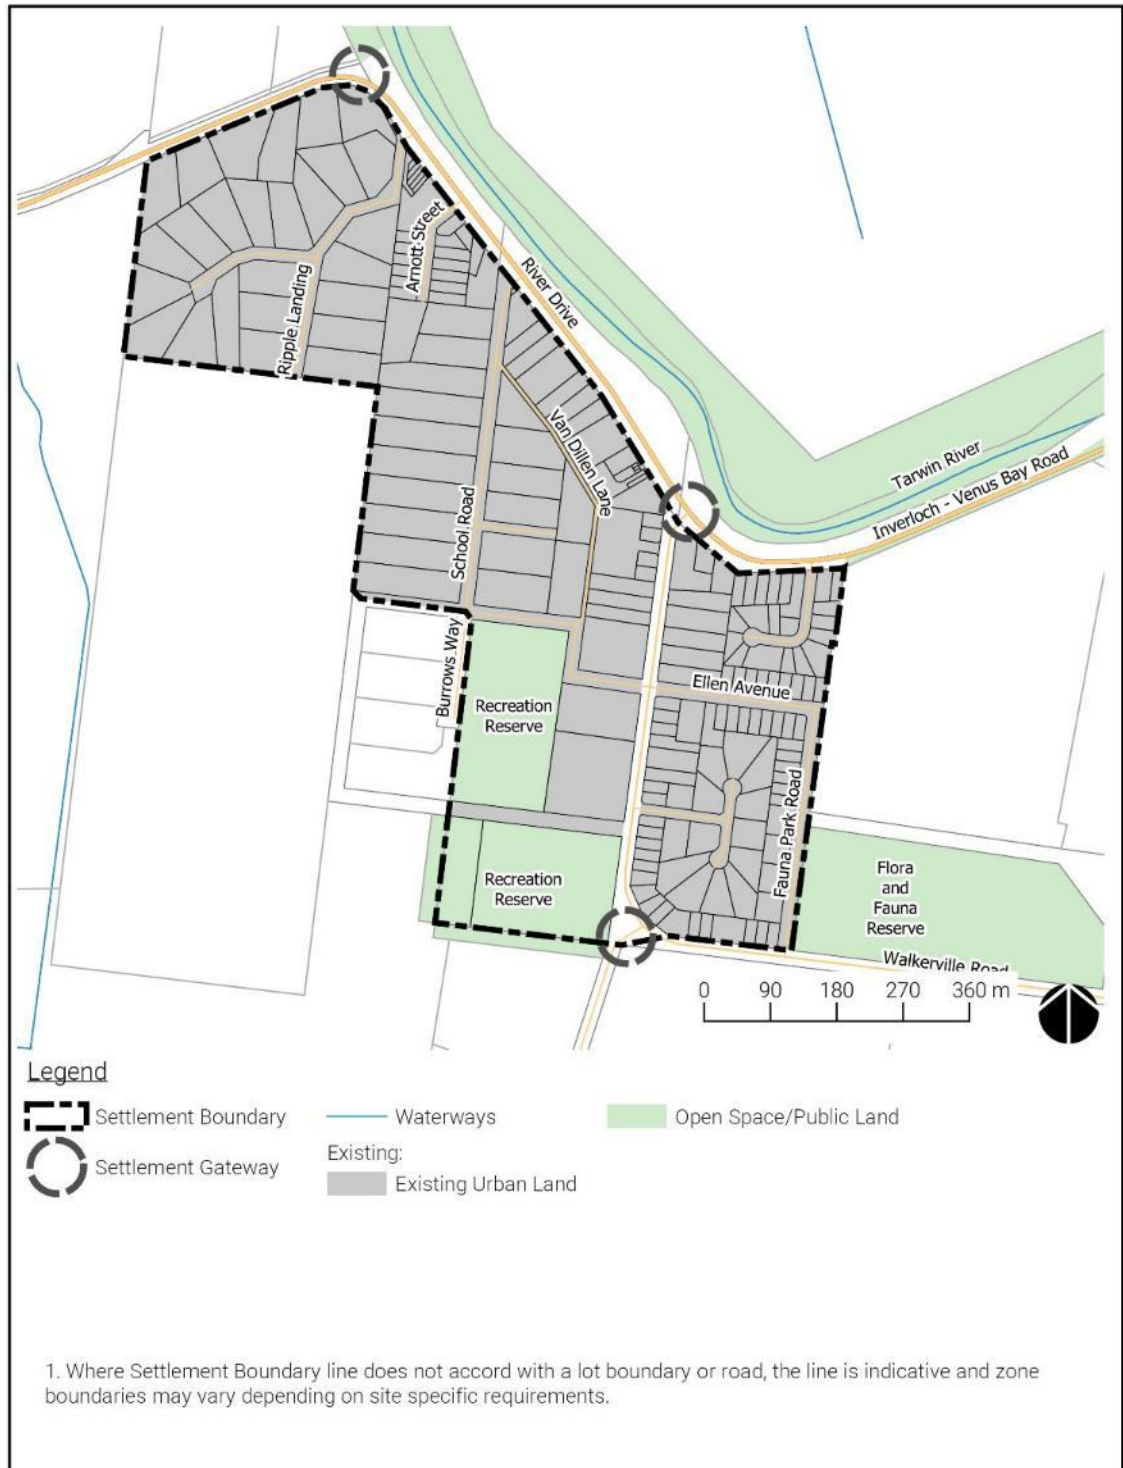 River Drive
Arnott Street
Ripple Landing
Van Dillen Lane
Tarwin River
Inverloch - Venus Bay Road
School Road
Burrows Way
Ellen Avenue
Recreation
Reserve
Fauna Park Road
Recreation
Reserve
Flora
and
Fauna
Reserve
Walkerville Road
0 90 180 270 360 m
Legend
Settlement Boundary
Waterways
Open Space/Public Land
Settlement Gateway
Existing:
Existing Urban Land
1. Where Settlement Boundary line does not accord with a lot boundary or road, the line is indicative and zone
boundaries may vary depending on site specific requirements.